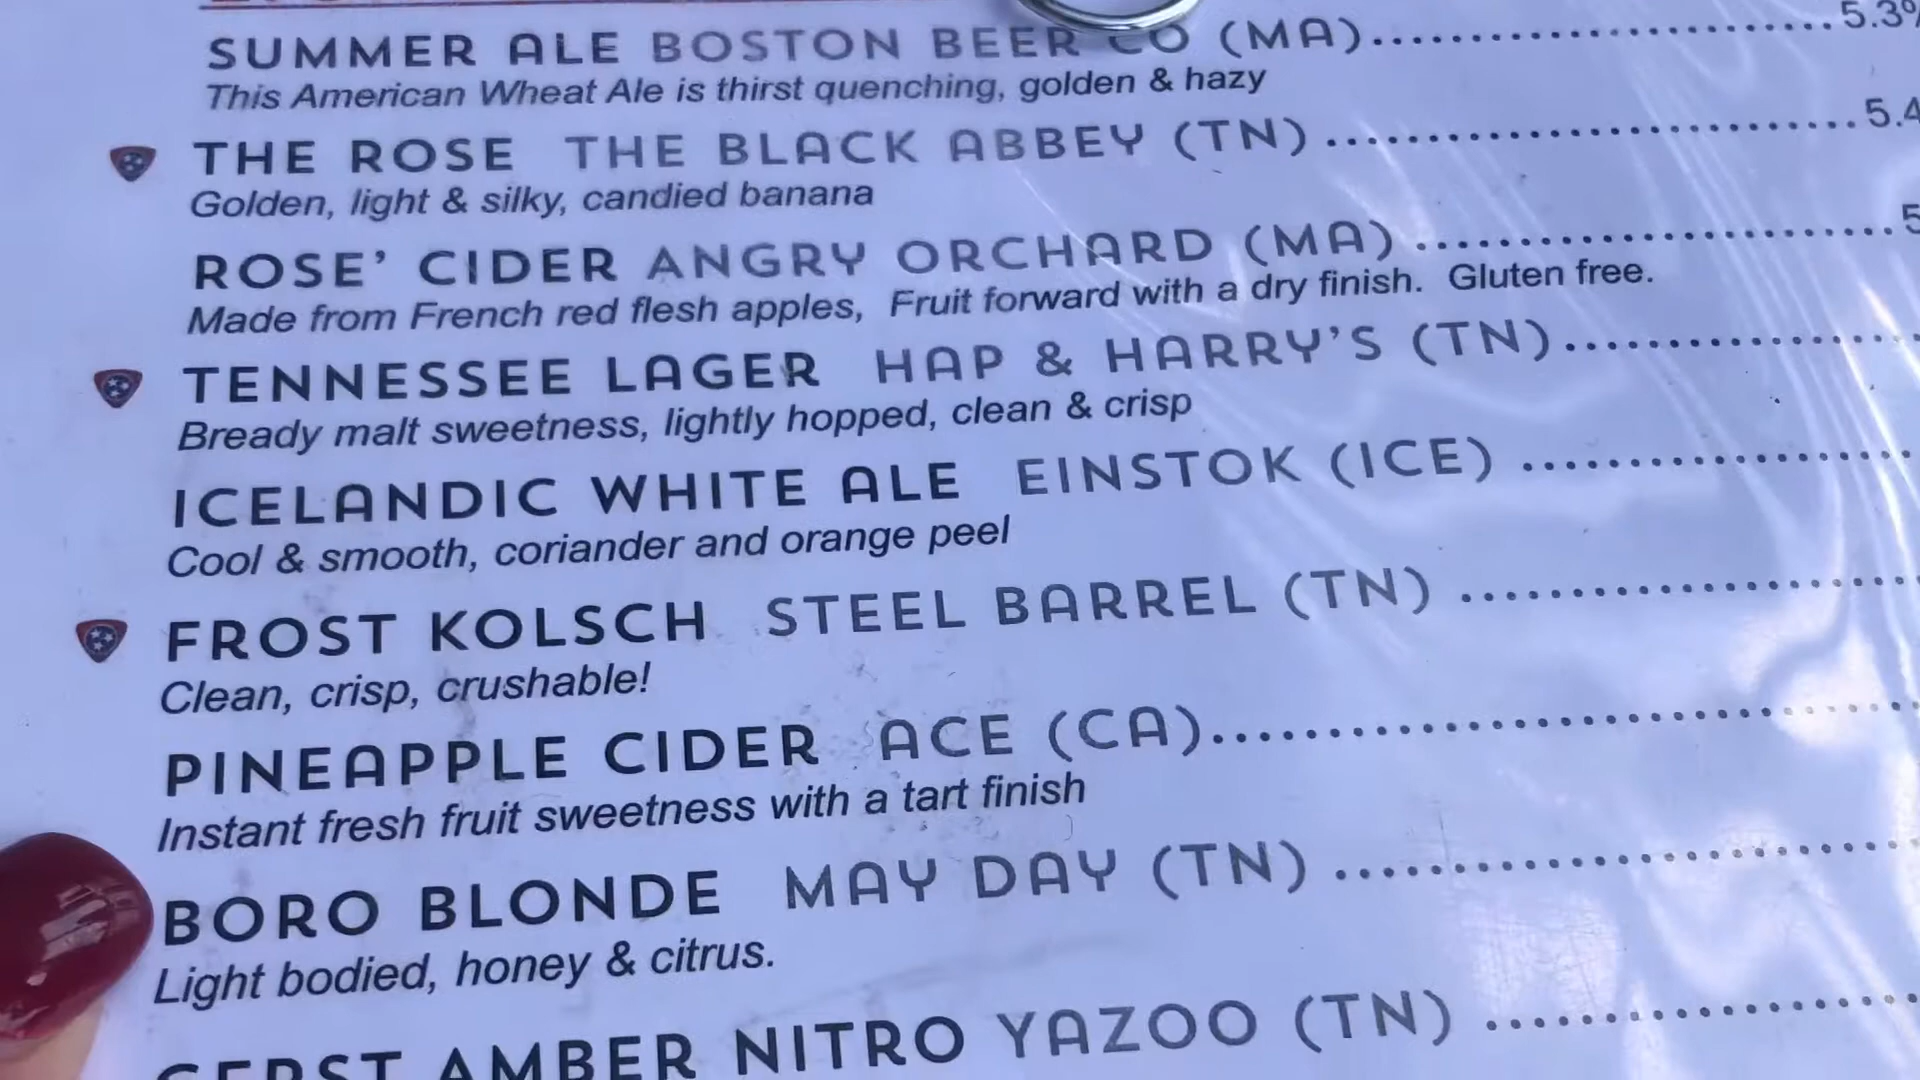 SUMMER ALE BOSTON BEER CO (MA).......................5.3%
This American Wheat Ale is thirst quenching, golden & hazy
THE ROSE THE BLACK ABBEY (TN) ..........................5.4
Golden, light & silky, candied banana
ROSE' CIDER ANGRY ORCHARD (MA) .......................5
Made from French red flesh apples, Fruit forward with a dry finish. Gluten free.
TENNESSEE LAGER HAP & HARRY'S (TN)................
Bready malt sweetness, lightly hopped, clean & crisp
ICELANDIC WHITE ALE EINSTOK (ICE) ..................
Cool & smooth, coriander and orange peel
FROST KOLSCH STEEL BARREL (TN) .....................
Clean, crisp, crushable!
PINEAPPLE CIDER ACE (CA)................................
Instant fresh fruit sweetness with a tart finish
BORO BLONDE MAY DAY (TN) ..........................
Light bodied, honey & citrus.
GERST AMBER NITRO YAZOO (TN) ...................